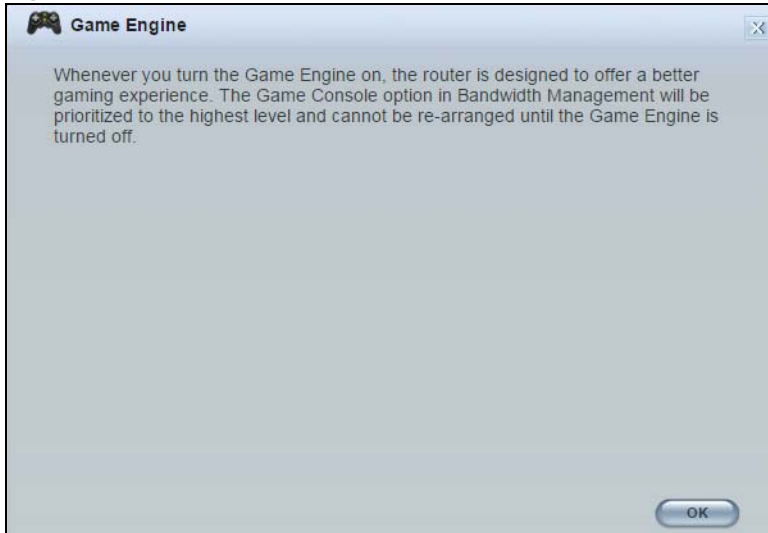 Game Engine
Whenever you turn the Game Engine on, the router is designed to offer a better
gaming experience. The Game Console option in Bandwidth Management will be
prioritized to the highest level and cannot be re-arranged until the Game Engine is
turned off.
OK